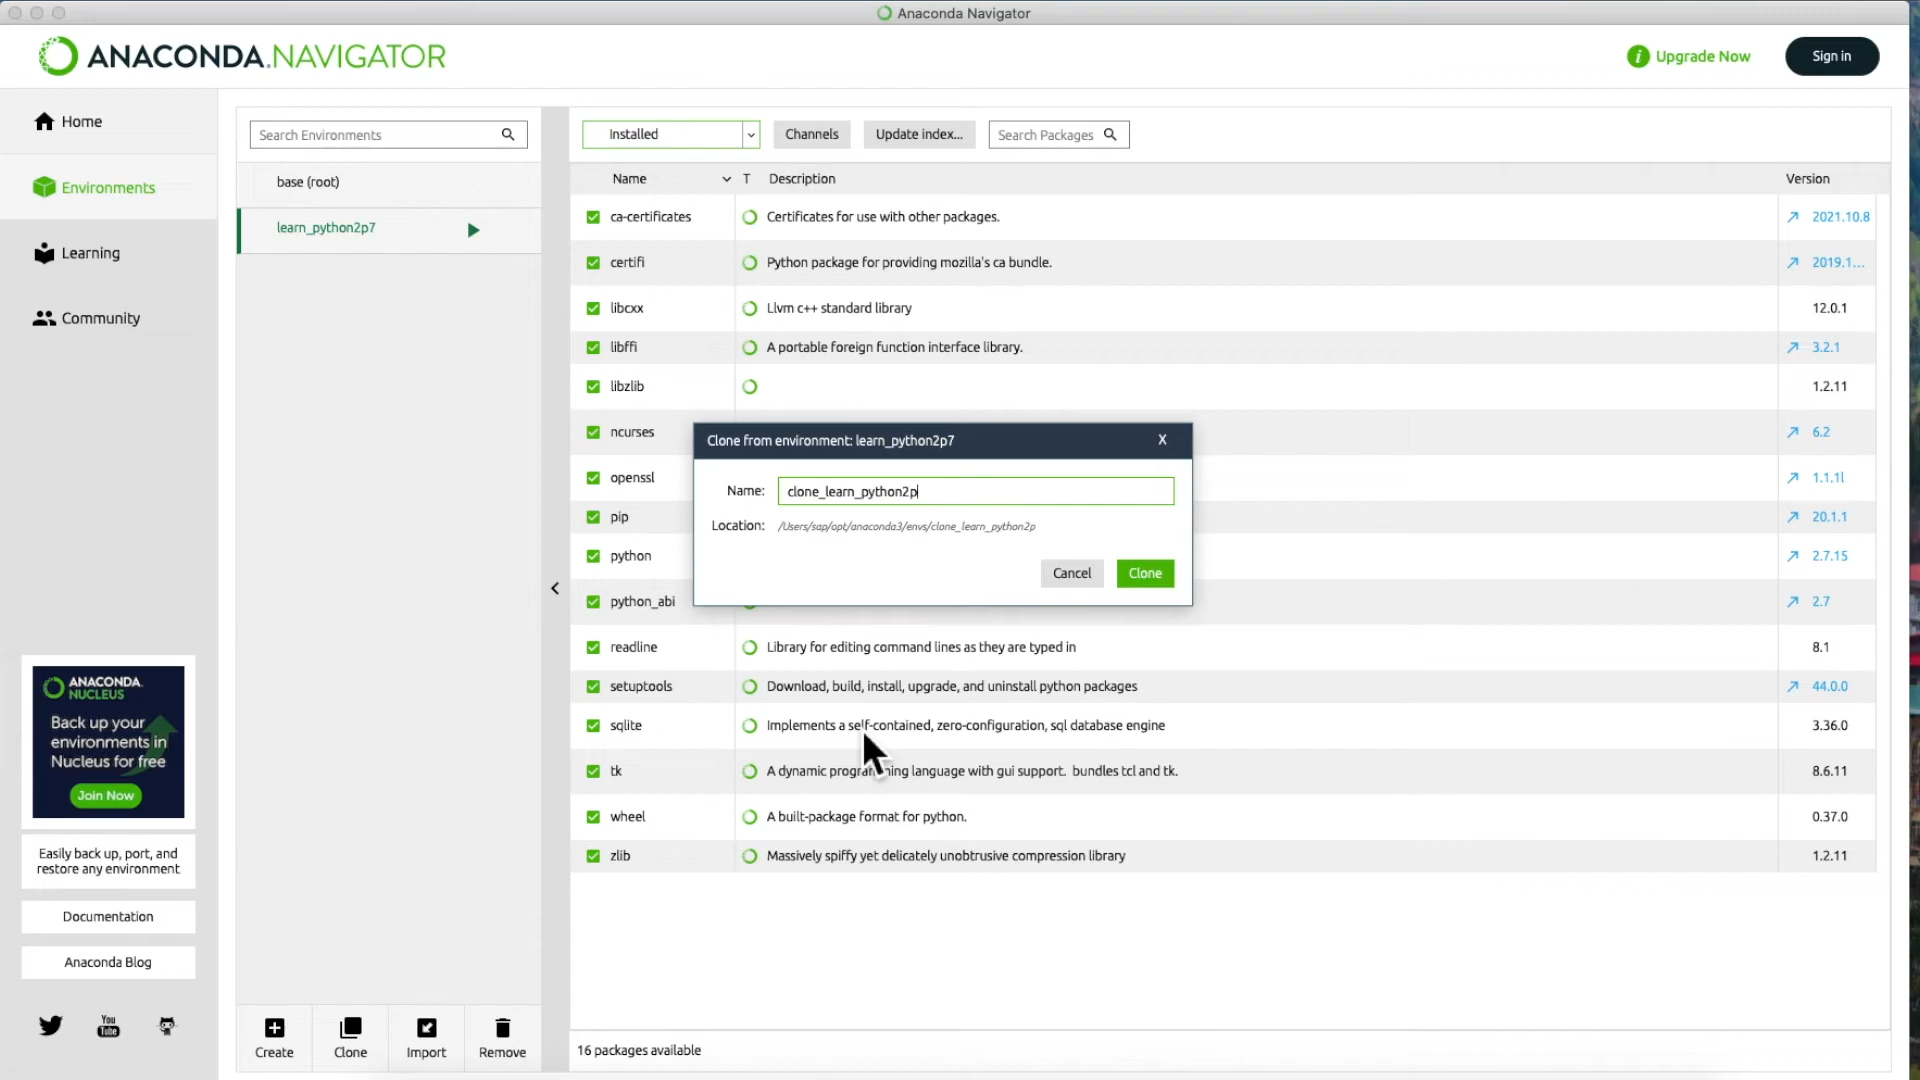 Anaconda Navigator
ANACONDA.NAVIGATOR
i Upgrade Now
Sign in
Home
Environments
Learning
Community
Search Environments
base (root)
learn_python2p7
Installed
Channels
Update index...
Search Packages
Name T Description Version
ca-certificates Certificates for use with other packages. 2021.10.8
certifi Python package for providing mozilla's ca bundle. 2019.1...
libcxx Llvm c++ standard library 12.0.1
libffi A portable foreign function interface library. 3.2.1
libzlib 1.2.11
ncurses 6.2
openssl 1.1.1l
pip 20.1.1
python 2.7.15
python_abi 2.7
readline Library for editing command lines as they are typed in 8.1
setuptools Download, build, install, upgrade, and uninstall python packages 44.0.0
sqlite Implements a self-contained, zero-configuration, sql database engine 3.36.0
tk A dynamic programming language with gui support. bundles tcl and tk. 8.6.11
wheel A built-package format for python. 0.37.0
zlib Massively spiffy yet delicately unobtrusive compression library 1.2.11
Clone from environment: learn_python2p7 X
Name: clone_learn_python2p
Location: /Users/sap/opt/anaconda3/envs/clone_learn_python2p
Cancel Clone
ANACONDA.
NUCLEUS
Back up your
environments in
Nucleus for free
Join Now
Easily back up, port, and
restore any environment
Documentation
Anaconda Blog
You
Tube
Create Clone Import Remove
16 packages available